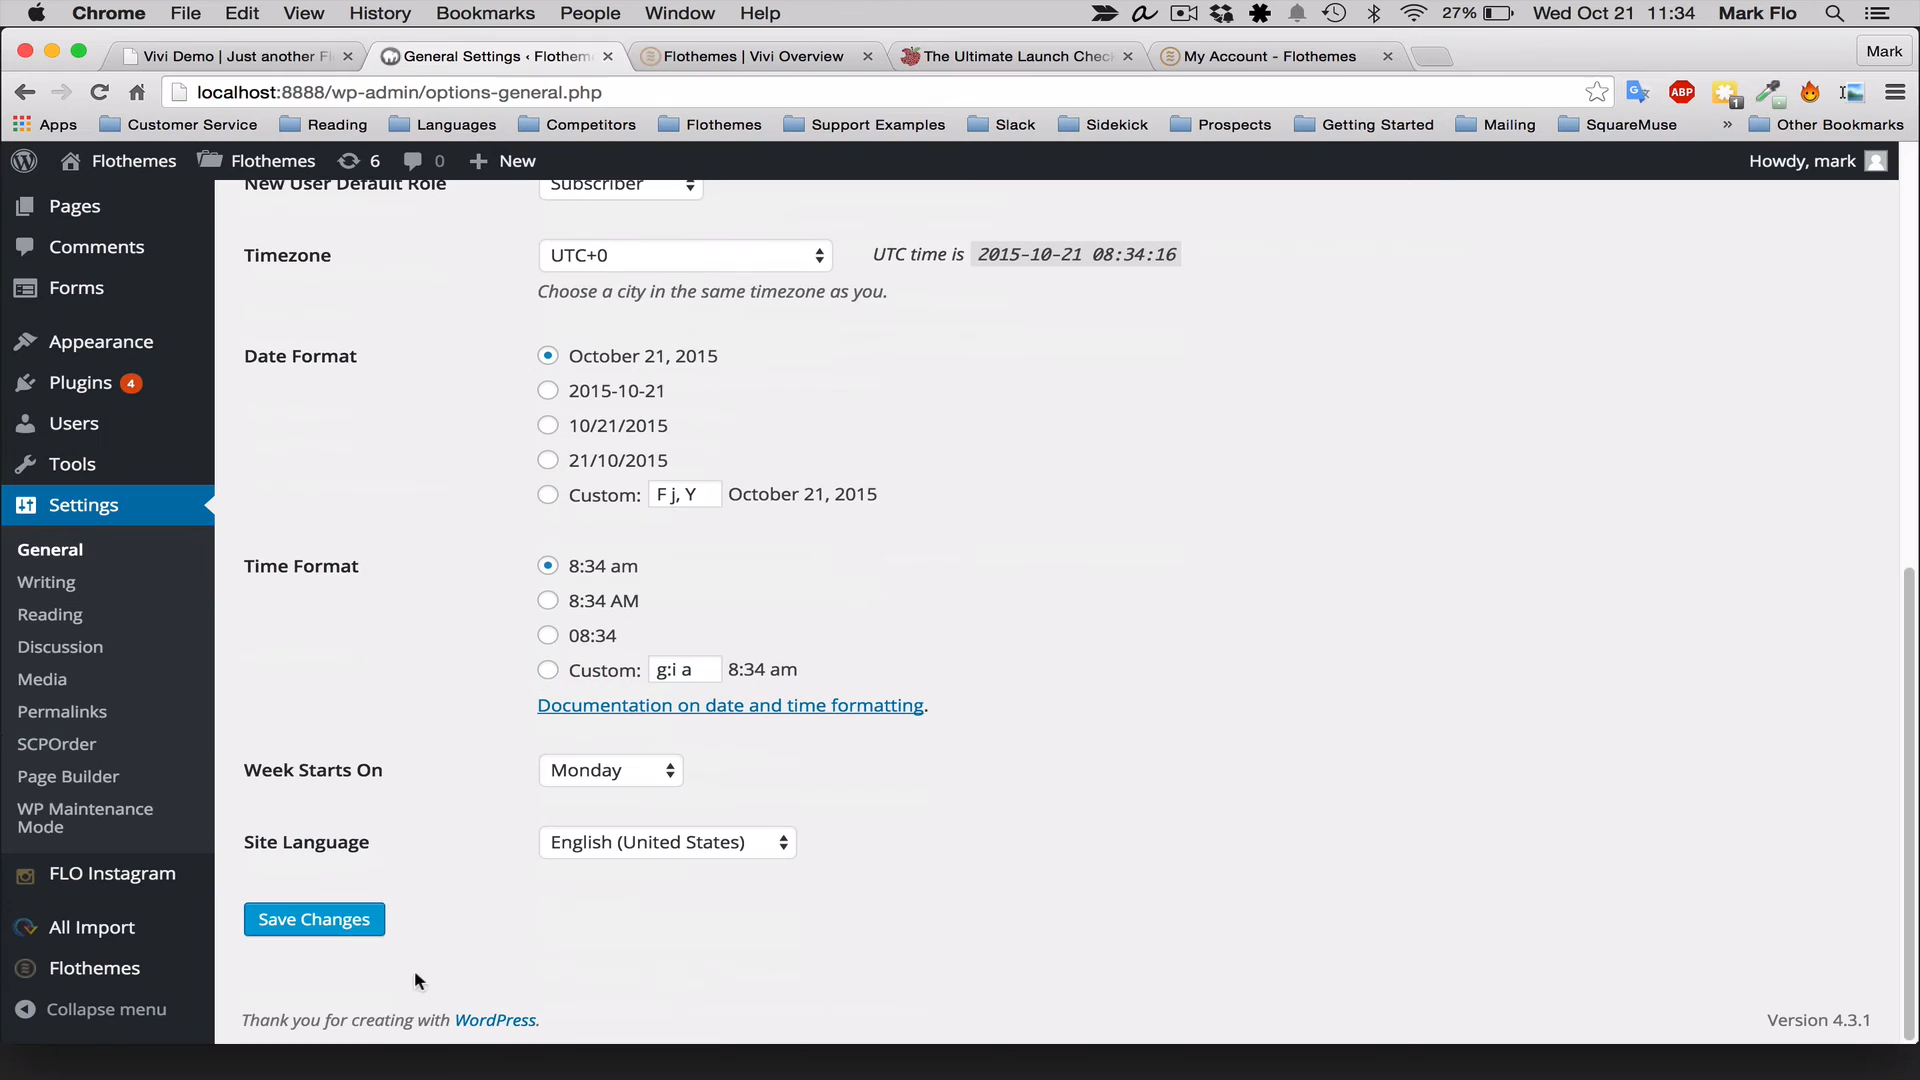 Chrome File Edit View History Bookmarks People Window Help 27% Wed Oct 21 11:34 Mark Flo
Vivi Demo | Just another Fl General Settings ‹ Flothem Flothemes | Vivi Overview The Ultimate Launch Chec My Account - Flothemes Mark
localhost:8888/wp-admin/options-general.php ABP 1
Apps Customer Service Reading Languages Competitors Flothemes Support Examples Slack Sidekick Prospects Getting Started Mailing SquareMuse » Other Bookmarks
Flothemes Flothemes 6 0 New Howdy, mark
Pages
Comments
Forms
Appearance
Plugins 4
Users
Tools
Settings
General
Writing
Reading
Discussion
Media
Permalinks
SCPOrder
Page Builder
WP Maintenance
Mode
FLO Instagram
All Import
Flothemes
Collapse menu
New User Default Role Subscriber
Timezone UTC+0 UTC time is 2015-10-21 08:34:16
Choose a city in the same timezone as you.
Date Format October 21, 2015
2015-10-21
10/21/2015
21/10/2015
Custom: F j, Y October 21, 2015
Time Format 8:34 am
8:34 AM
08:34
Custom: g:i a 8:34 am
Documentation on date and time formatting.
Week Starts On Monday
Site Language English (United States)
Save Changes
Thank you for creating with WordPress. Version 4.3.1